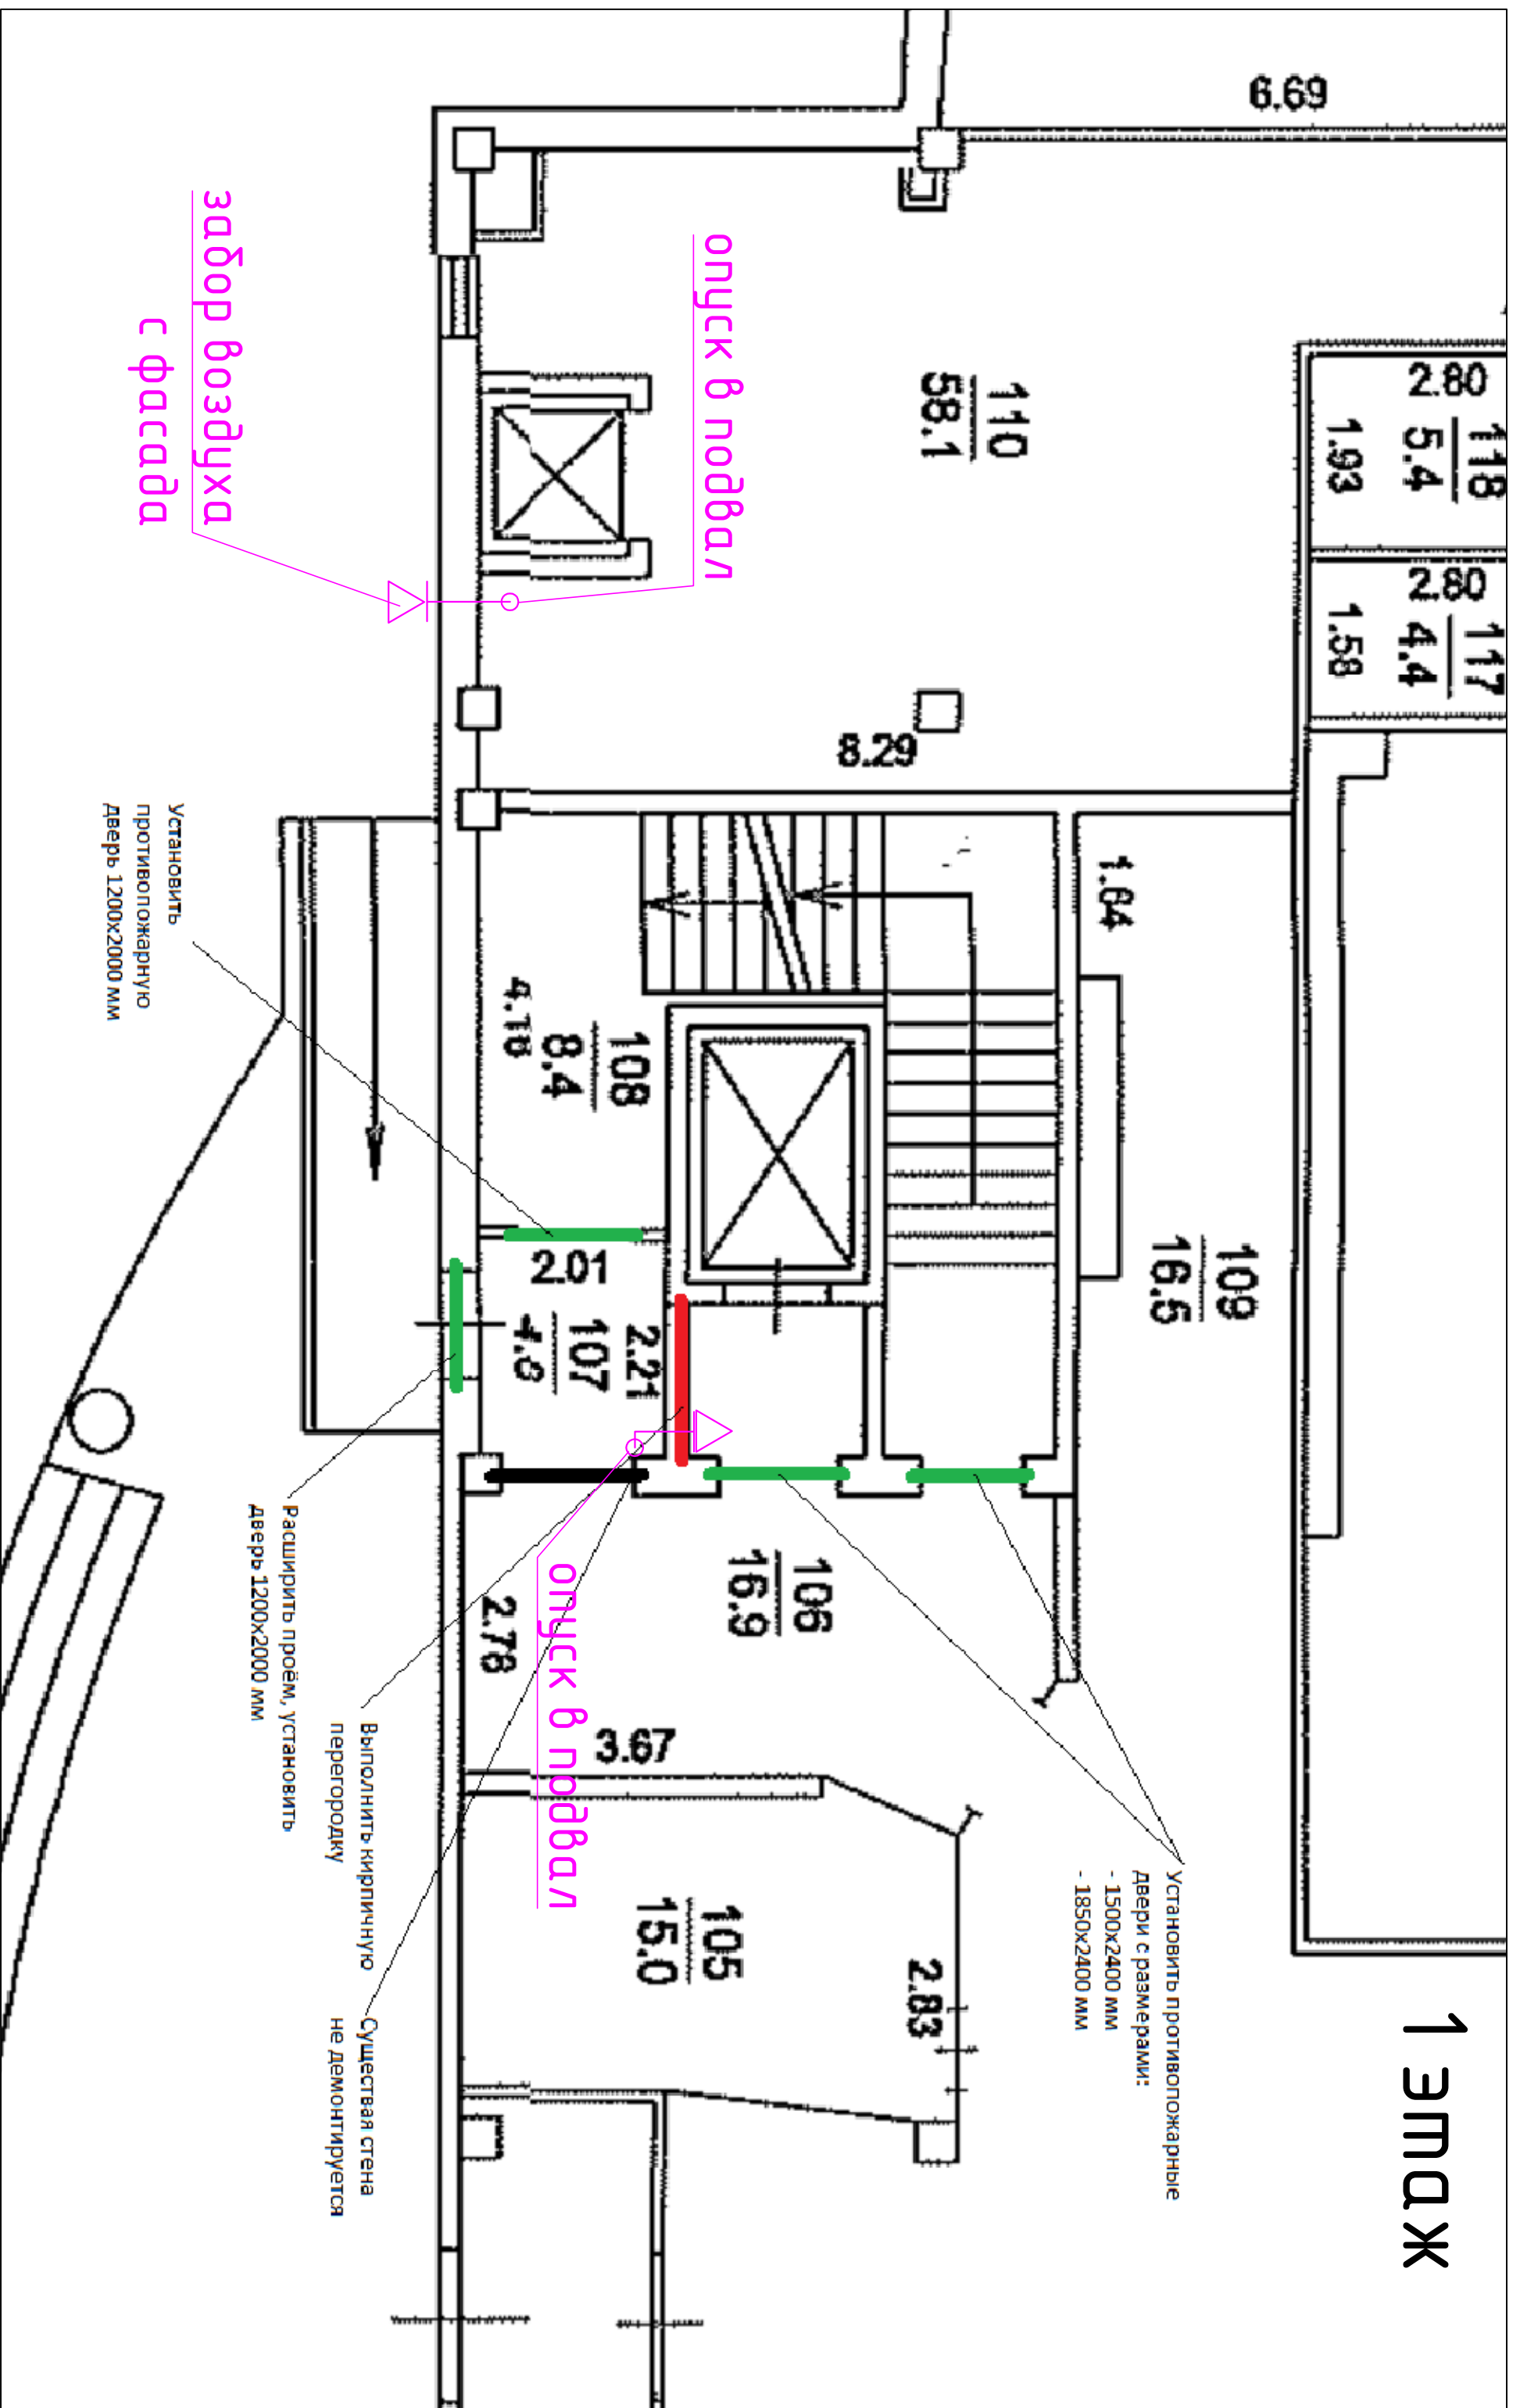 1 этаж
6.69
118
5.4
2.80
1.93
117
4.4
2.80
1.58
110
58.1
8.29
опуск в подвал
забор воздуха
с фасада
1.64
109
16.5
108
8.4
4.18
2.01
107
4.6
2.21
106
16.9
2.78
3.67
опуск в подвал
105
15.0
2.83
Установить
противопожарную
дверь 1200х2000 мм
Расширить проём, установить
дверь 1200х2000 мм
Выполнить кирпичную
перегородку
Существая стена
не демонтируется
Установить противопожарные
двери с размерами:
- 1500х2400 мм
- 1850х2400 мм